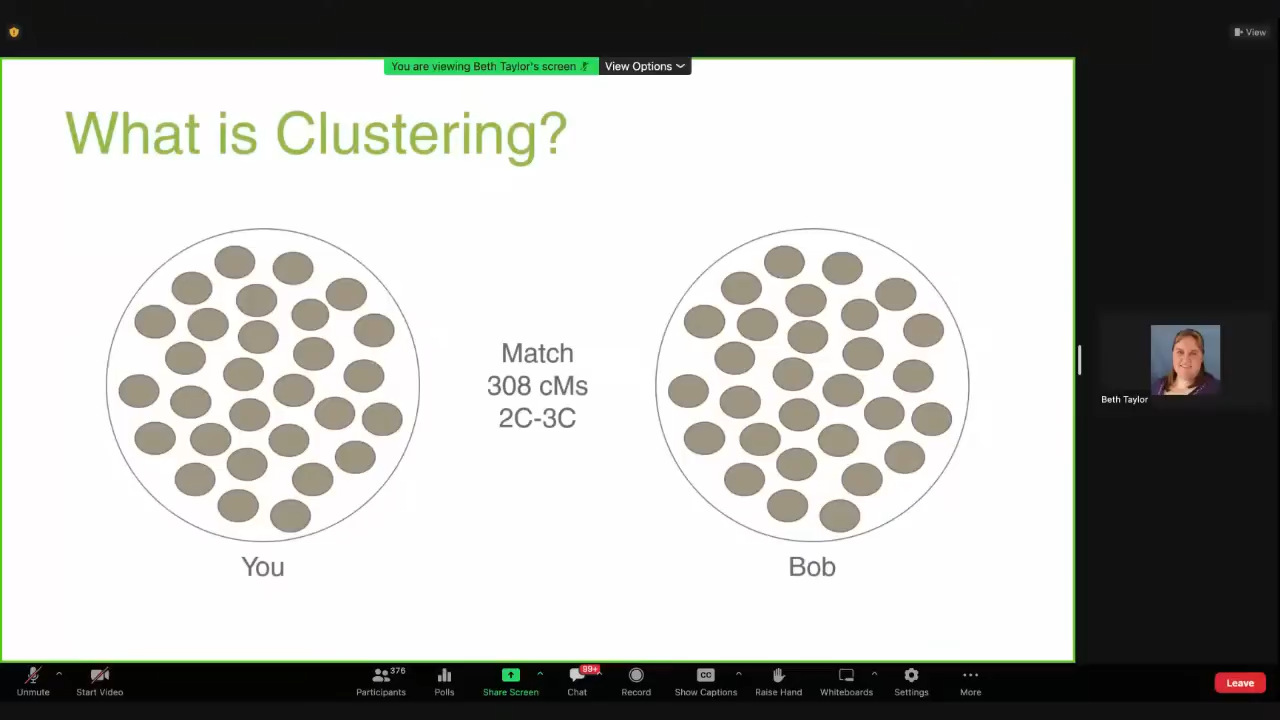 View
You are viewing Beth Taylor's screen
View Options
What is Clustering?
Match
308 cMs
2C-3C
You
Bob
Beth Taylor
376
99+
CC
Unmute
Start Video
Participants
Polls
Share Screen
Chat
Record
Show Captions
Raise Hand
Whiteboards
Settings
More
Leave